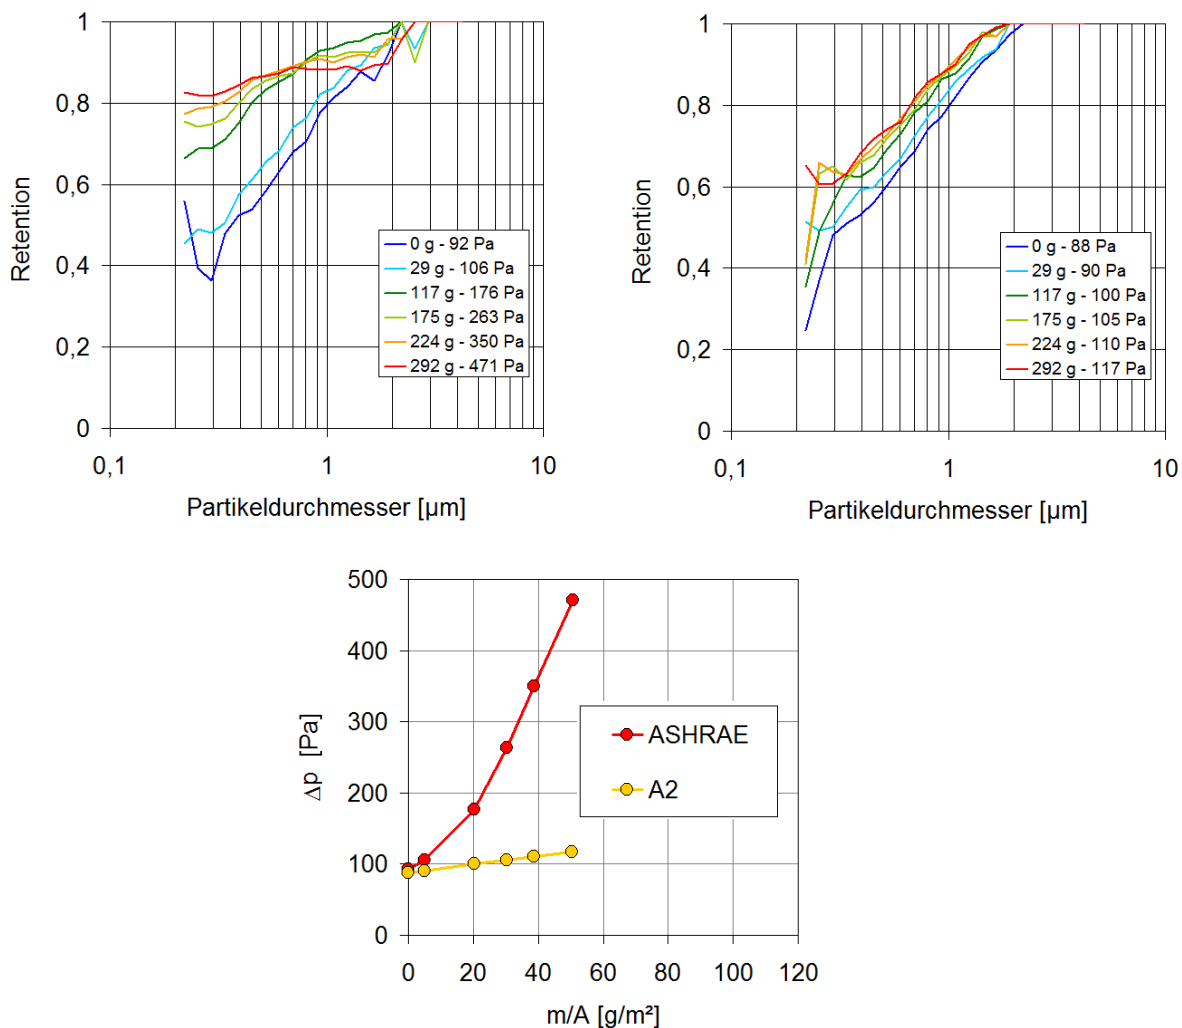 Retention
1
0,8
0,6
0,4
0,2
0
0,1
1
10
Partikeldurchmesser [µm]
0 g - 92 Pa
29 g - 106 Pa
117 g - 176 Pa
175 g - 263 Pa
224 g - 350 Pa
292 g - 471 Pa
Retention
1
0,8
0,6
0,4
0,2
0
0,1
1
10
Partikeldurchmesser [µm]
0 g - 88 Pa
29 g - 90 Pa
117 g - 100 Pa
175 g - 105 Pa
224 g - 110 Pa
292 g - 117 Pa
Δp [Pa]
500
400
300
200
100
0
0
20
40
60
80
100
120
m/A [g/m²]
ASHRAE
A2